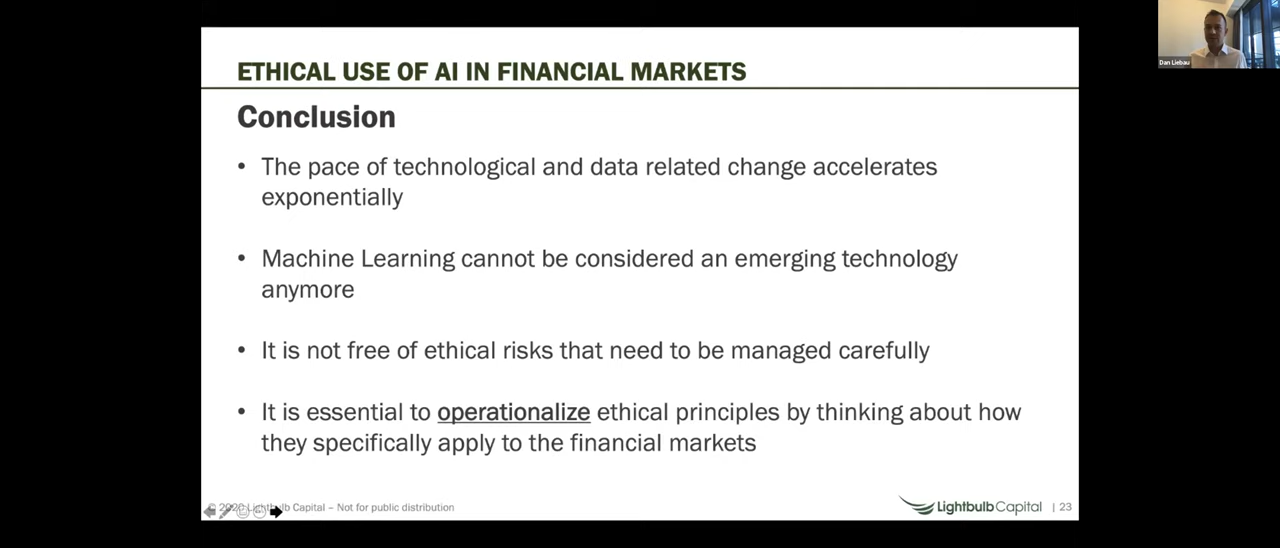 ETHICAL USE OF AI IN FINANCIAL MARKETS
Conclusion
• The pace of technological and data related change accelerates
exponentially
• Machine Learning cannot be considered an emerging technology
anymore
• It is not free of ethical risks that need to be managed carefully
• It is essential to operationalize ethical principles by thinking about how
they specifically apply to the financial markets
© 2020 Lightbulb Capital – Not for public distribution
LightbulbCapital | 23
Dan Liebau